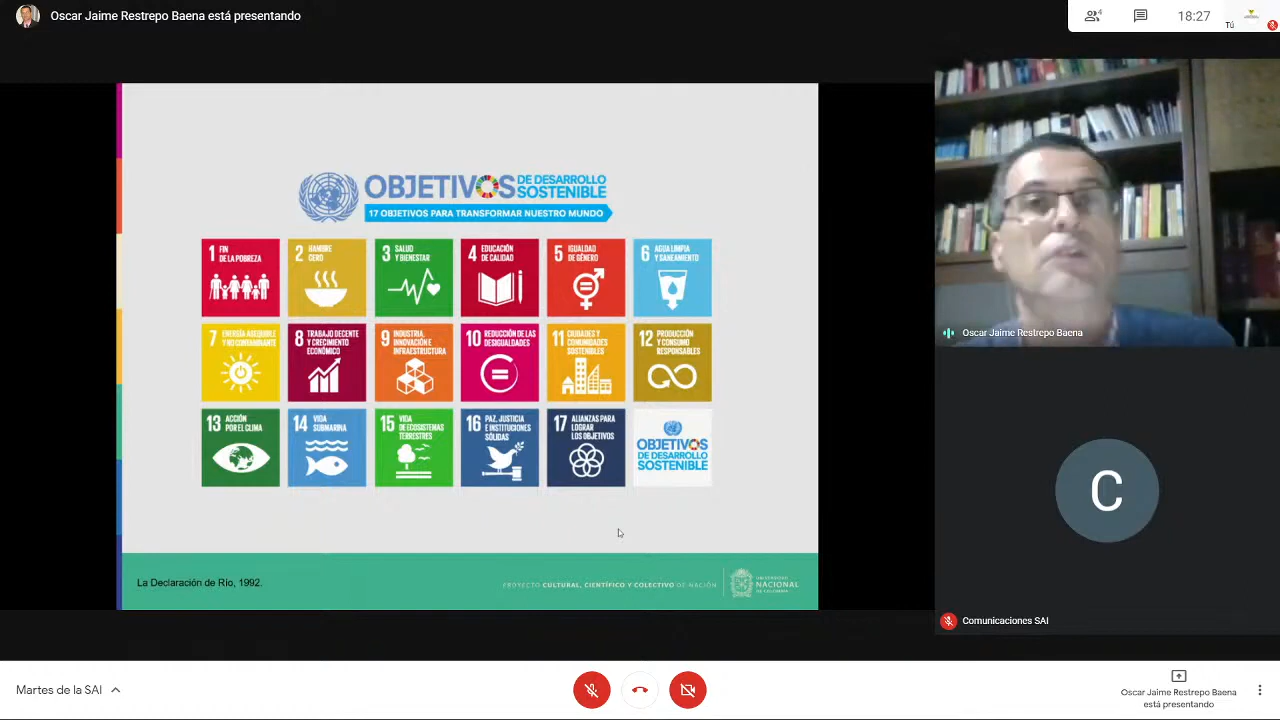 Oscar Jaime Restrepo Baena está presentando
4
18:27
Tú
OBJETIVOS DE DESARROLLO
SOSTENIBLE
17 OBJETIVOS PARA TRANSFORMAR NUESTRO MUNDO
1 FIN
DE LA POBREZA
2 HAMBRE
CERO
3 SALUD
Y BIENESTAR
4 EDUCACIÓN
DE CALIDAD
5 IGUALDAD
DE GÉNERO
6 AGUA LIMPIA
Y SANEAMIENTO
7 ENERGÍA ASEQUIBLE
Y NO CONTAMINANTE
8 TRABAJO DECENTE
Y CRECIMIENTO
ECONÓMICO
9 INDUSTRIA,
INNOVACIÓN E
INFRAESTRUCTURA
10 REDUCCIÓN DE LAS
DESIGUALDADES
11 CIUDADES Y
COMUNIDADES
SOSTENIBLES
12 PRODUCCIÓN
Y CONSUMO
RESPONSABLES
13 ACCIÓN
POR EL CLIMA
14 VIDA
SUBMARINA
15 VIDA
DE ECOSISTEMAS
TERRESTRES
16 PAZ, JUSTICIA
E INSTITUCIONES
SÓLIDAS
17 ALIANZAS PARA
LOGRAR
LOS OBJETIVOS
OBJETIVOS
DE DESARROLLO
SOSTENIBLE
La Declaración de Río, 1992.
PROYECTO CULTURAL, CIENTÍFICO Y COLECTIVO DE NACIÓN
UNIVERSIDAD
NACIONAL
DE COLOMBIA
Oscar Jaime Restrepo Baena
C
Comunicaciones SAI
Martes de la SAI
Oscar Jaime Restrepo Baena
está presentando